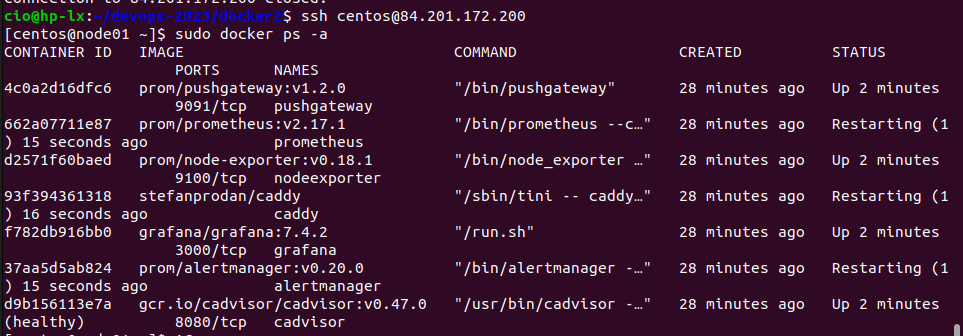 connection to 84.201.172.200 closed.
cio@hp-lx:~/devops-2023/docker2$ ssh centos@84.201.172.200
[centos@node01 ~]$ sudo docker ps -a
CONTAINER ID   IMAGE                              COMMAND                  CREATED          STATUS
PORTS      NAMES
4c0a2d16dfc6   prom/pushgateway:v1.2.0            "/bin/pushgateway"       28 minutes ago   Up 2 minutes
9091/tcp   pushgateway
662a07711e87   prom/prometheus:v2.17.1            "/bin/prometheus --c…"   28 minutes ago   Restarting (1
) 15 seconds ago              prometheus
d2571f60baed   prom/node-exporter:v0.18.1         "/bin/node_exporter …"   28 minutes ago   Up 2 minutes
9100/tcp   nodeexporter
93f394361318   stefanprodan/caddy                 "/sbin/tini -- caddy…"   28 minutes ago   Restarting (1
) 16 seconds ago              caddy
f782db916bb0   grafana/grafana:7.4.2              "/run.sh"                28 minutes ago   Up 2 minutes
3000/tcp   grafana
37aa5d5ab824   prom/alertmanager:v0.20.0          "/bin/alertmanager -…"   28 minutes ago   Restarting (1
) 15 seconds ago              alertmanager
d9b156113e7a   gcr.io/cadvisor/cadvisor:v0.47.0   "/usr/bin/cadvisor -…"   28 minutes ago   Up 2 minutes
(healthy)         8080/tcp   cadvisor